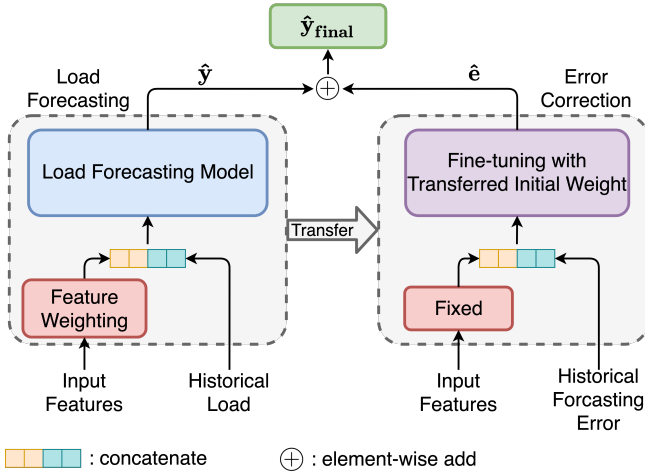 ŷ_final
Load
Forecasting
ŷ
ê
Error
Correction
Load Forecasting Model
Fine-tuning with
Transferred Initial Weight
Transfer
Feature
Weighting
Fixed
Input
Features
Historical
Load
Input
Features
Historical
Forcasting
Error
: concatenate
: element-wise add